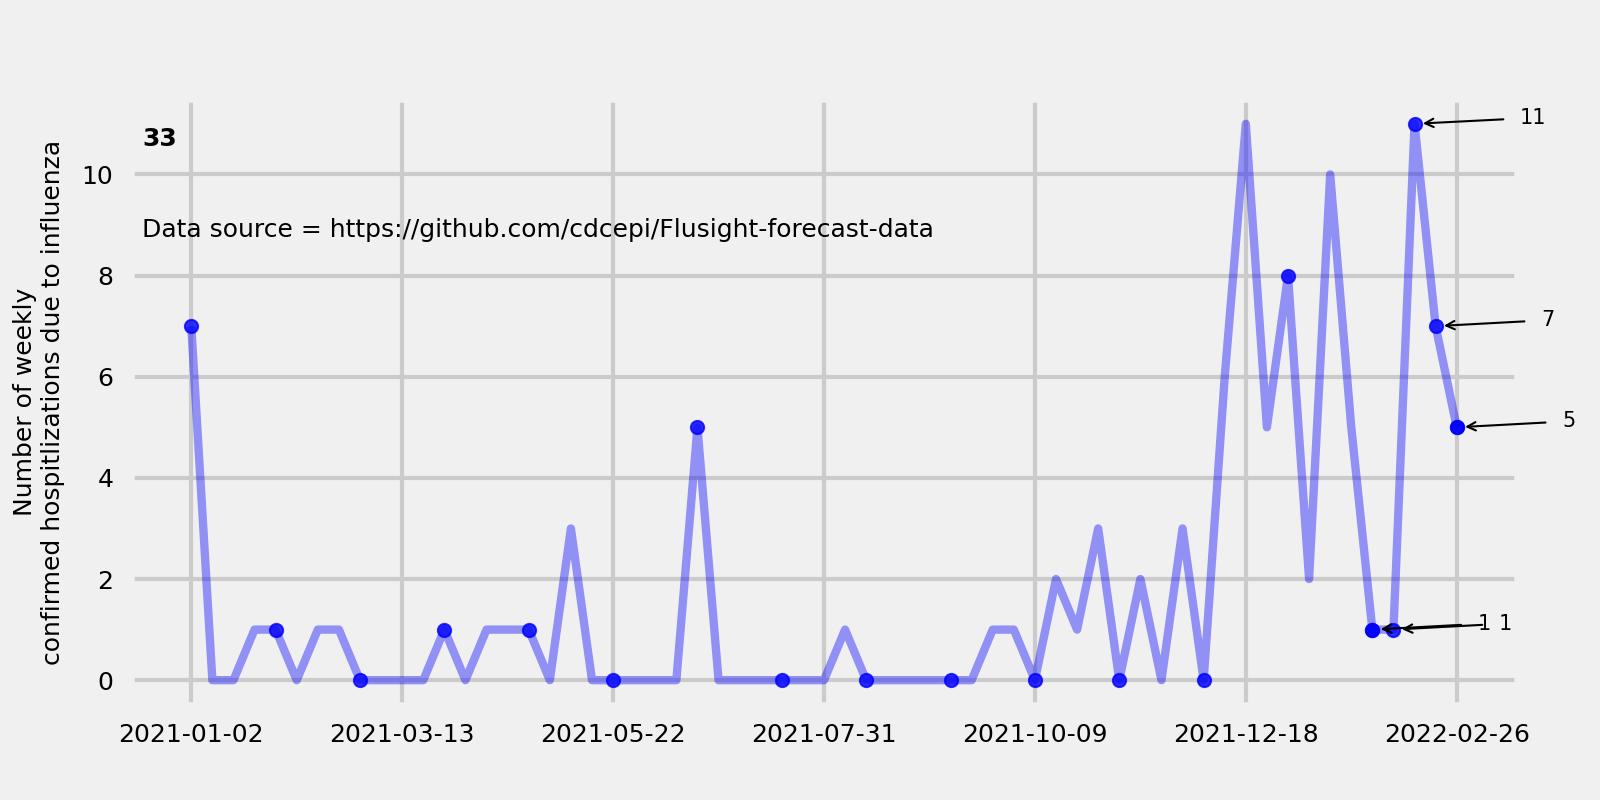 33
Data source = https://github.com/cdcepi/Flusight-forecast-data
Number of weekly
confirmed hospitlizations due to influenza
10
8
6
4
2
0
11
7
5
1 1
2021-01-02 2021-03-13 2021-05-22 2021-07-31 2021-10-09 2021-12-18 2022-02-26